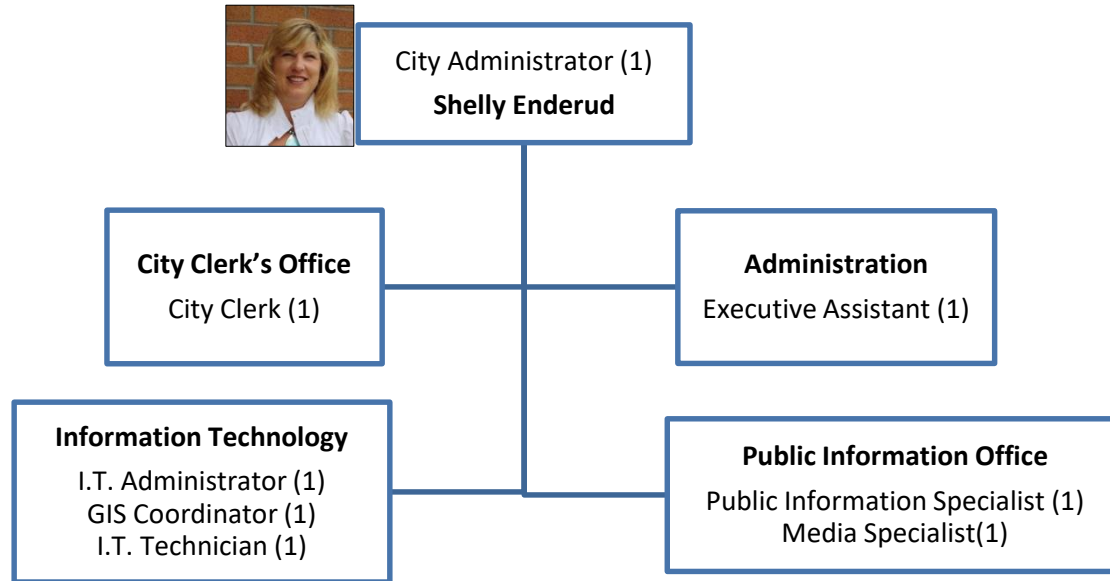 City Administrator (1)
Shelly Enderud
City Clerk’s Office
City Clerk (1)
Administration
Executive Assistant (1)
Information Technology
I.T. Administrator (1)
GIS Coordinator (1)
I.T. Technician (1)
Public Information Office
Public Information Specialist (1)
Media Specialist(1)